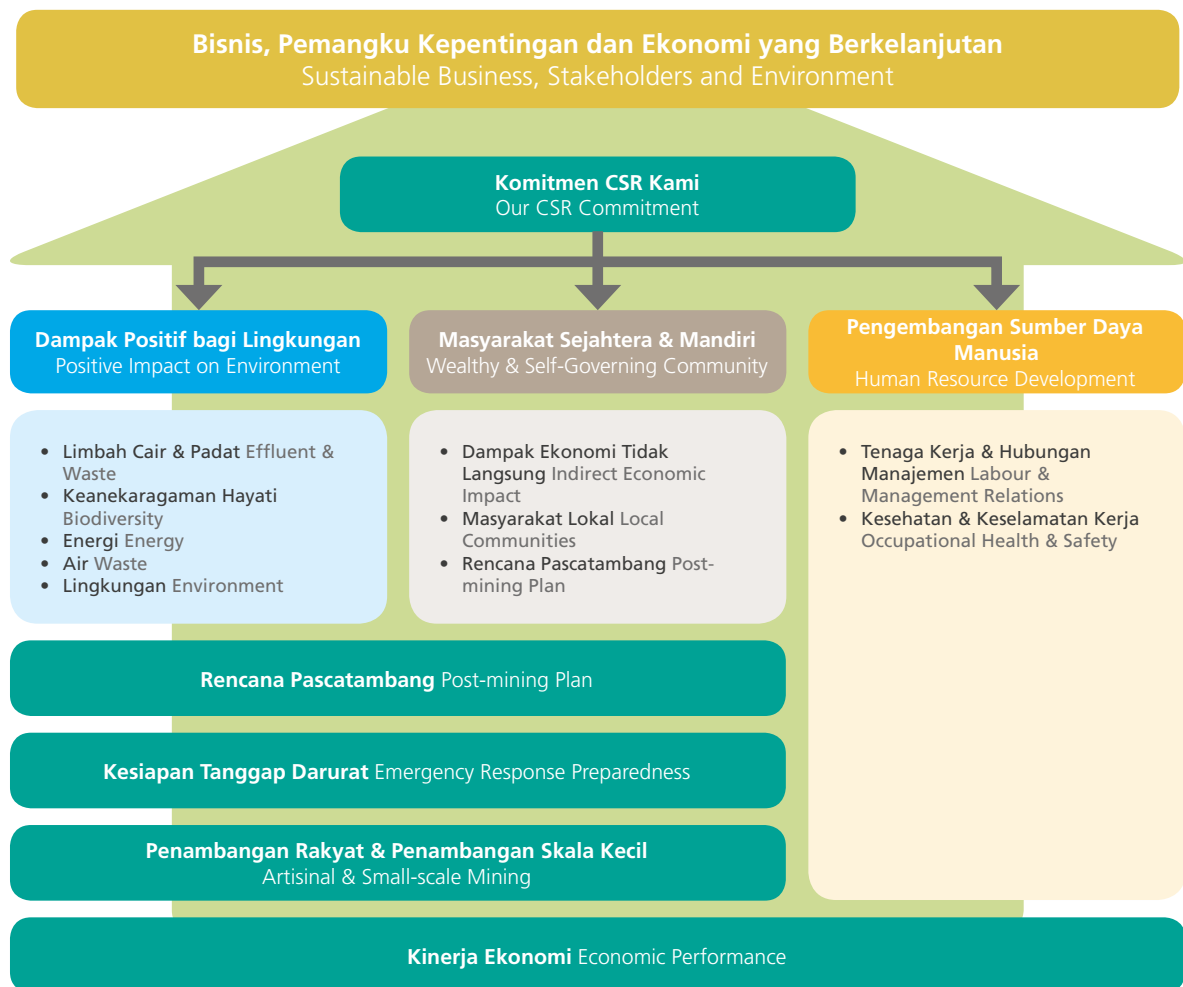 Bisnis, Pemangku Kepentingan dan Ekonomi yang Berkelanjutan
Sustainable Business, Stakeholders and Environment
Komitmen CSR Kami
Our CSR Commitment
Dampak Positif bagi Lingkungan
Positive Impact on Environment
Masyarakat Sejahtera & Mandiri
Wealthy & Self-Governing Community
Pengembangan Sumber Daya
Manusia
Human Resource Development
• Limbah Cair & Padat Effluent &
Waste
• Keanekaragaman Hayati
Biodiversity
• Energi Energy
• Air Waste
• Lingkungan Environment
• Dampak Ekonomi Tidak
Langsung Indirect Economic
Impact
• Masyarakat Lokal Local
Communities
• Rencana Pascatambang Post-
mining Plan
• Tenaga Kerja & Hubungan
Manajemen Labour &
Management Relations
• Kesehatan & Keselamatan Kerja
Occupational Health & Safety
Rencana Pascatambang Post-mining Plan
Kesiapan Tanggap Darurat Emergency Response Preparedness
Penambangan Rakyat & Penambangan Skala Kecil
Artisinal & Small-scale Mining
Kinerja Ekonomi Economic Performance